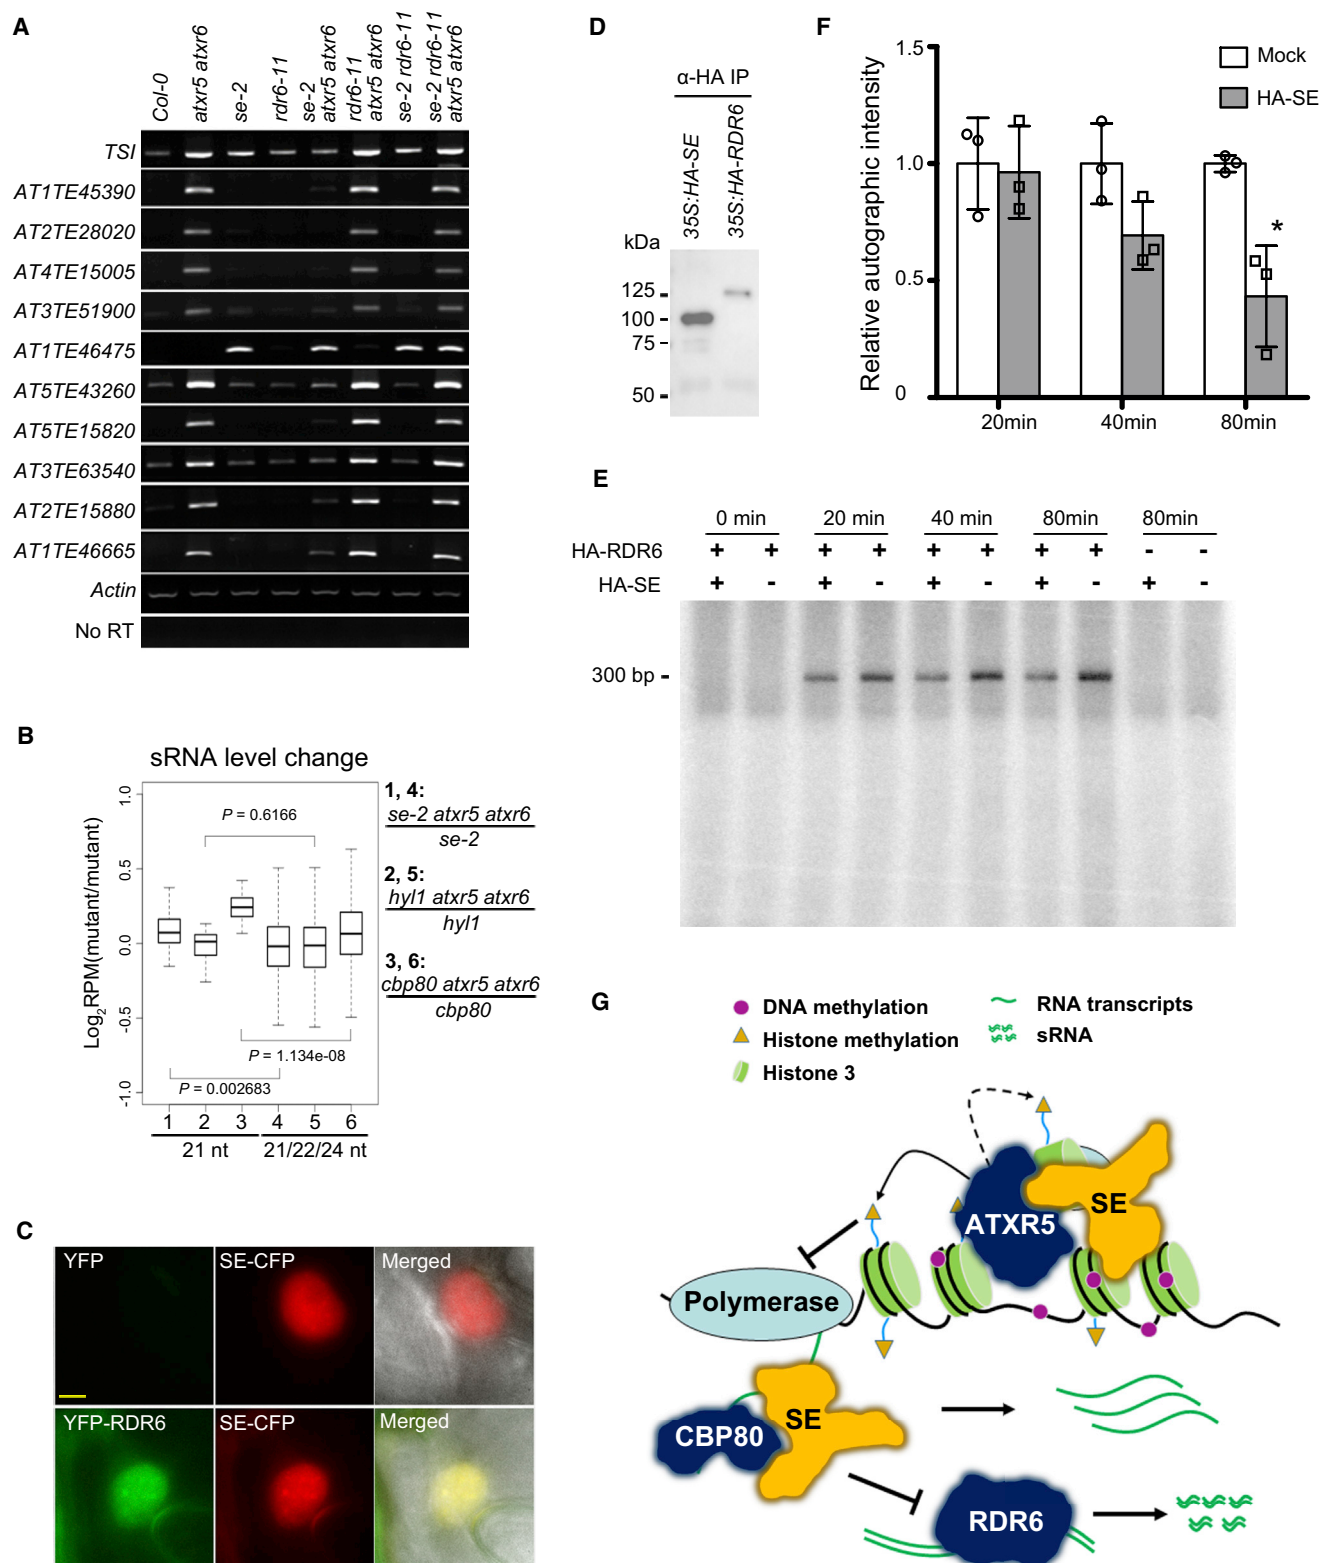 A
Col-0
atxr5 atxr6
se-2
rdr6-11
se-2
atxr5 atxr6
rdr6-11
atxr5 atxr6
se-2 rdr6-11
se-2 rdr6-11
atxr5 atxr6
TSI
AT1TE45390
AT2TE28020
AT4TE15005
AT3TE51900
AT1TE46475
AT5TE43260
AT5TE15820
AT3TE63540
AT2TE15880
AT1TE46665
Actin
No RT
B
sRNA level change
Log2RPM(mutant/mutant)
1.0
0.5
0.0
-0.5
-1.0
P = 0.6166
P = 1.134e-08
P = 0.002683
1 2 3 4 5 6
21 nt 21/22/24 nt
1, 4:
se-2 atxr5 atxr6
se-2
2, 5:
hyl1 atxr5 atxr6
hyl1
3, 6:
cbp80 atxr5 atxr6
cbp80
C
YFP SE-CFP Merged
YFP-RDR6 SE-CFP Merged
D
α-HA IP
35S:HA-SE
35S:HA-RDR6
kDa
125
100
75
50
F
Relative autographic intensity
1.5
1.0
0.5
0
Mock
HA-SE
*
20min 40min 80min
E
0 min 20 min 40 min 80min 80min
HA-RDR6 + + + + + + + + - -
HA-SE + - + - + - + - + -
300 bp
G
DNA methylation
Histone methylation
Histone 3
RNA transcripts
sRNA
ATXR5
SE
Polymerase
CBP80
SE
RDR6